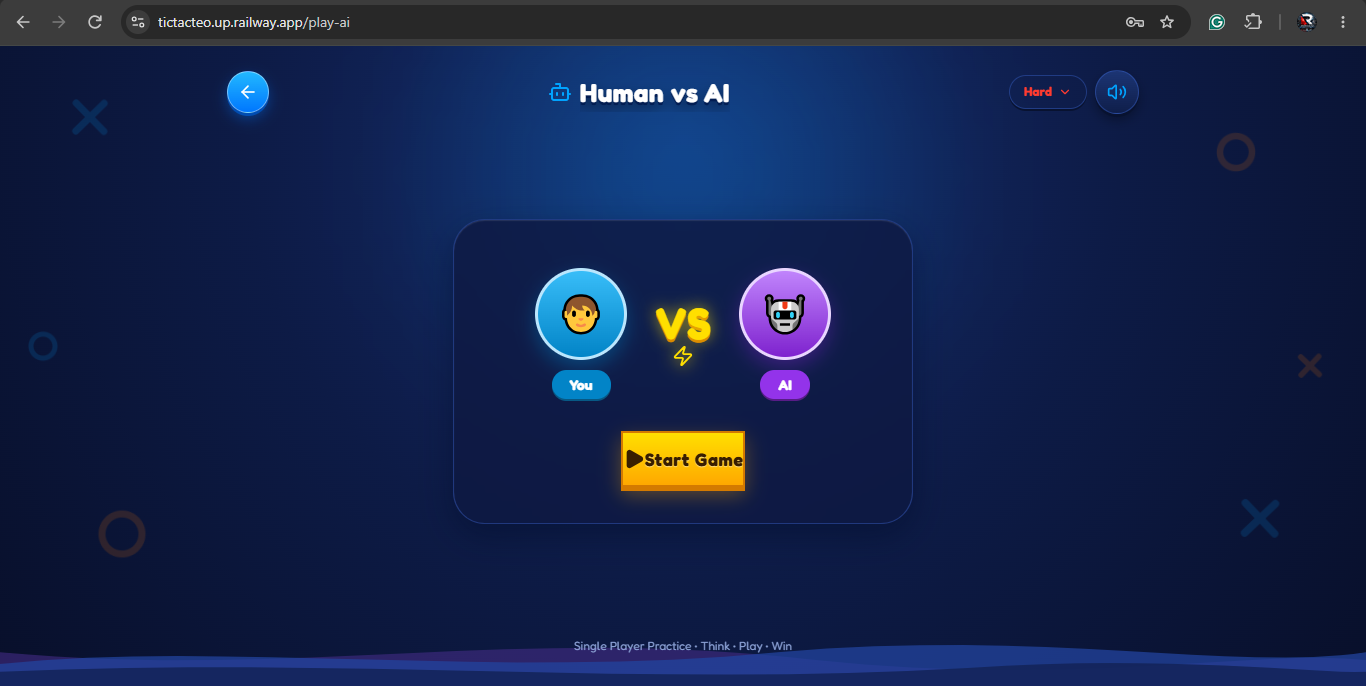 tictacteo.up.railway.app/play-ai
Human vs AI
Hard
VS
You
AI
Start Game
Single Player Practice · Think · Play · Win